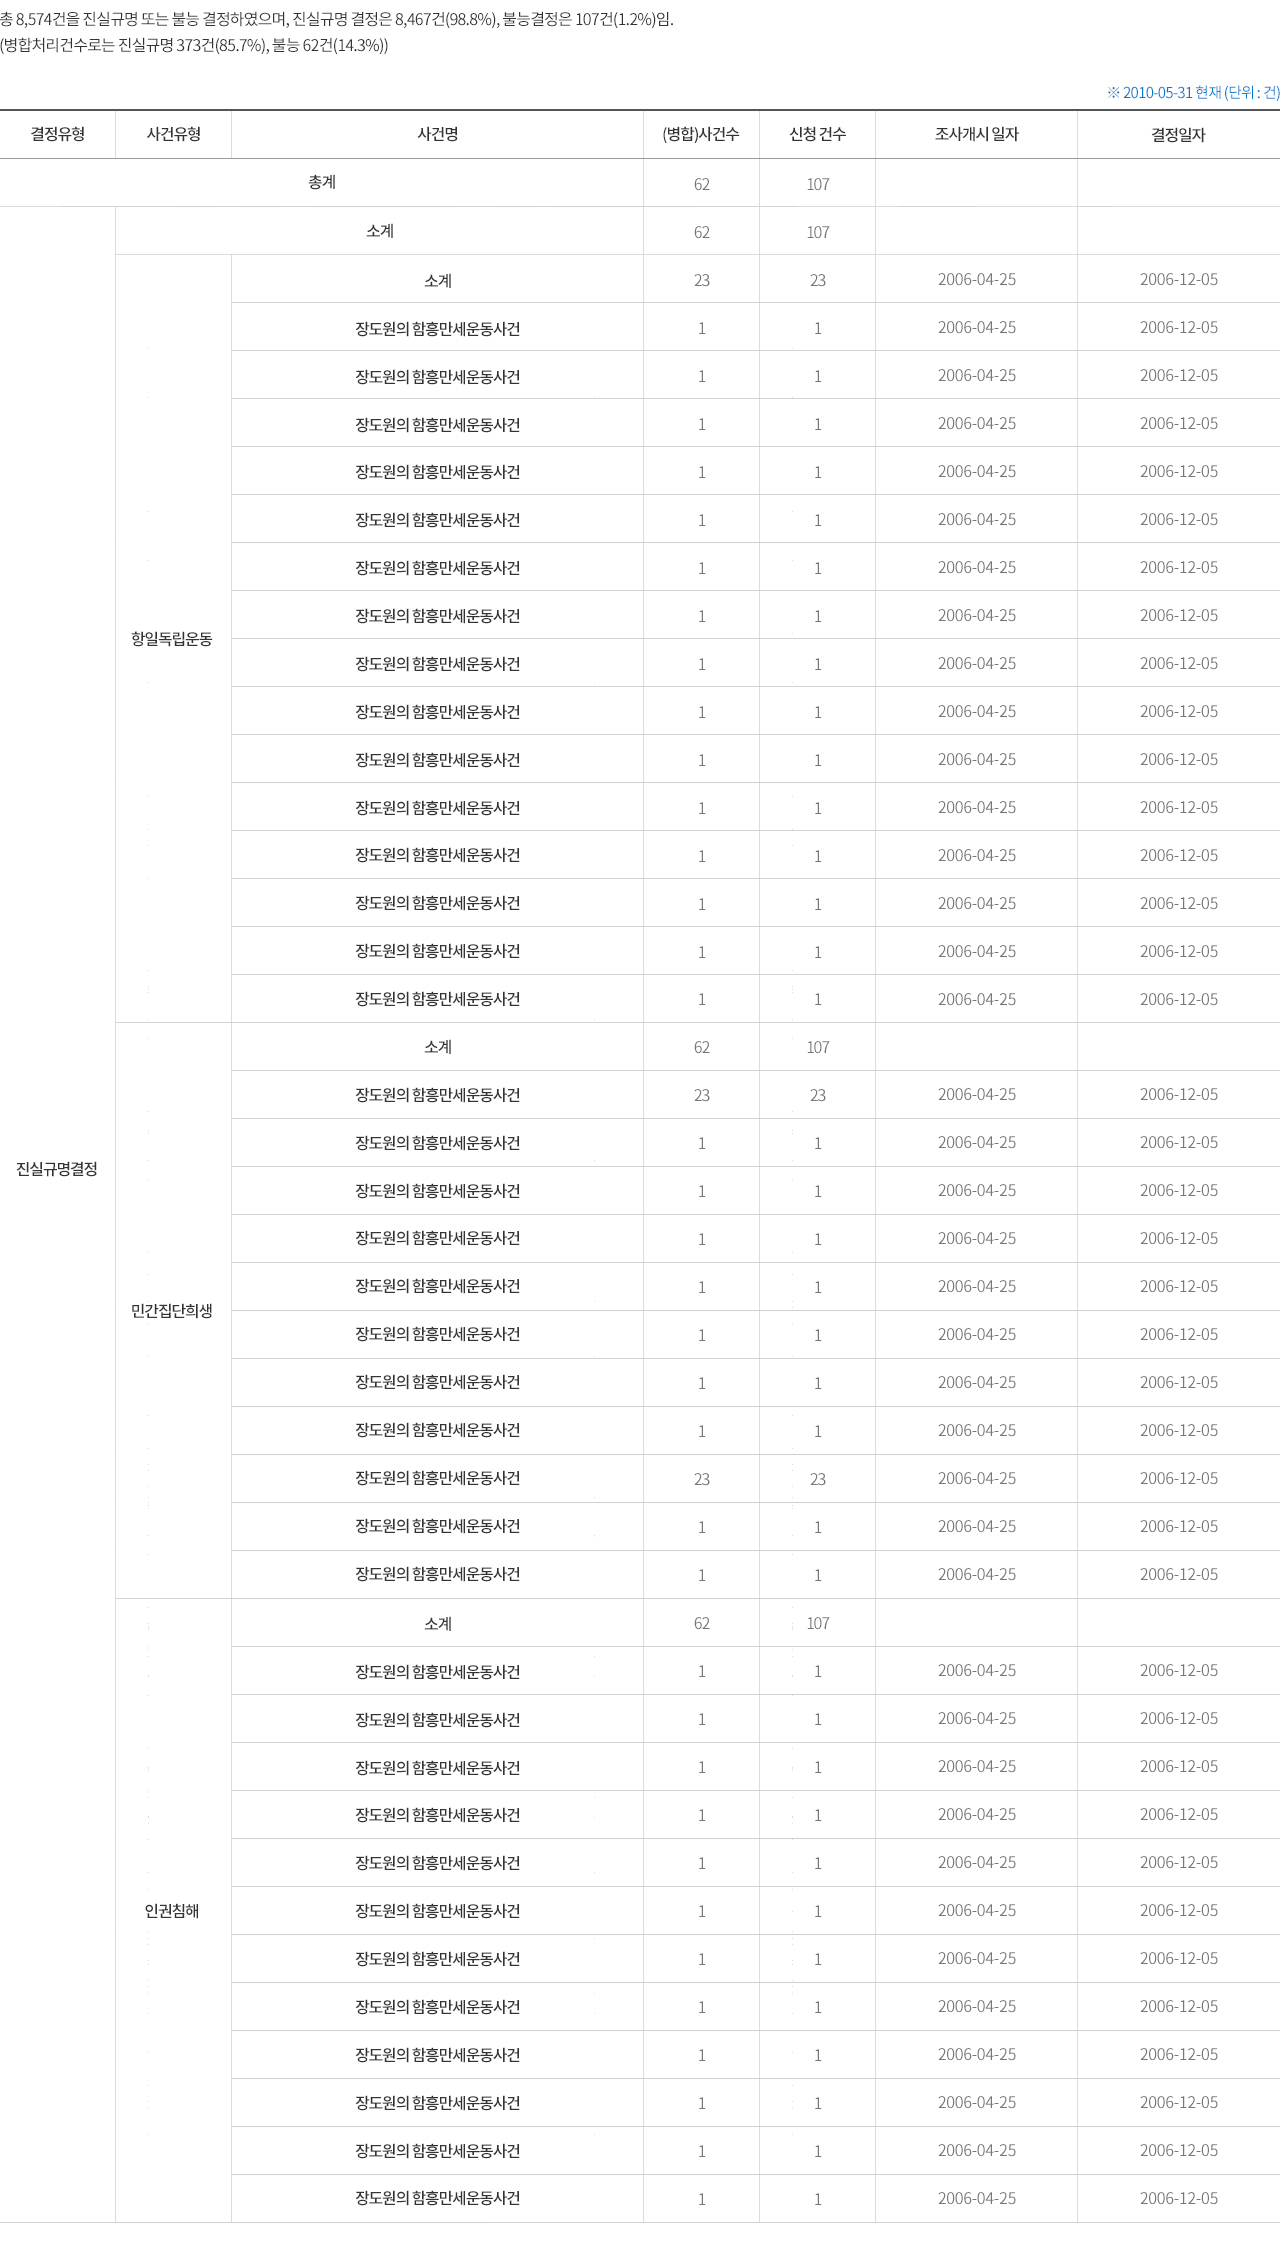 총 8,574건을 진실규명 또는 불능 결정하였으며, 진실규명 결정은 8,467건(98.8%), 불능결정은 107건(1.2%)임.
(병합처리건수로는 진실규명 373건(85.7%), 불능 62건(14.3%))
※ 2010-05-31 현재 (단위 : 건)
결정유형 사건유형 사건명 (병합)사건수 신청 건수 조사개시 일자 결정일자
총계 62 107
소계 62 107
소계 23 23 2006-04-25 2006-12-05
장도원의 함흥만세운동사건 1 1 2006-04-25 2006-12-05
장도원의 함흥만세운동사건 1 1 2006-04-25 2006-12-05
장도원의 함흥만세운동사건 1 1 2006-04-25 2006-12-05
장도원의 함흥만세운동사건 1 1 2006-04-25 2006-12-05
장도원의 함흥만세운동사건 1 1 2006-04-25 2006-12-05
장도원의 함흥만세운동사건 1 1 2006-04-25 2006-12-05
장도원의 함흥만세운동사건 1 1 2006-04-25 2006-12-05
항일독립운동
장도원의 함흥만세운동사건 1 1 2006-04-25 2006-12-05
장도원의 함흥만세운동사건 1 1 2006-04-25 2006-12-05
장도원의 함흥만세운동사건 1 1 2006-04-25 2006-12-05
장도원의 함흥만세운동사건 1 1 2006-04-25 2006-12-05
장도원의 함흥만세운동사건 1 1 2006-04-25 2006-12-05
장도원의 함흥만세운동사건 1 1 2006-04-25 2006-12-05
장도원의 함흥만세운동사건 1 1 2006-04-25 2006-12-05
장도원의 함흥만세운동사건 1 1 2006-04-25 2006-12-05
소계 62 107
장도원의 함흥만세운동사건 23 23 2006-04-25 2006-12-05
장도원의 함흥만세운동사건 1 1 2006-04-25 2006-12-05
진실규명결정
장도원의 함흥만세운동사건 1 1 2006-04-25 2006-12-05
장도원의 함흥만세운동사건 1 1 2006-04-25 2006-12-05
장도원의 함흥만세운동사건 1 1 2006-04-25 2006-12-05
민간집단희생
장도원의 함흥만세운동사건 1 1 2006-04-25 2006-12-05
장도원의 함흥만세운동사건 1 1 2006-04-25 2006-12-05
장도원의 함흥만세운동사건 1 1 2006-04-25 2006-12-05
장도원의 함흥만세운동사건 23 23 2006-04-25 2006-12-05
장도원의 함흥만세운동사건 1 1 2006-04-25 2006-12-05
장도원의 함흥만세운동사건 1 1 2006-04-25 2006-12-05
소계 62 107
장도원의 함흥만세운동사건 1 1 2006-04-25 2006-12-05
장도원의 함흥만세운동사건 1 1 2006-04-25 2006-12-05
장도원의 함흥만세운동사건 1 1 2006-04-25 2006-12-05
장도원의 함흥만세운동사건 1 1 2006-04-25 2006-12-05
장도원의 함흥만세운동사건 1 1 2006-04-25 2006-12-05
인권침해 장도원의 함흥만세운동사건 1 1 2006-04-25 2006-12-05
장도원의 함흥만세운동사건 1 1 2006-04-25 2006-12-05
장도원의 함흥만세운동사건 1 1 2006-04-25 2006-12-05
장도원의 함흥만세운동사건 1 1 2006-04-25 2006-12-05
장도원의 함흥만세운동사건 1 1 2006-04-25 2006-12-05
장도원의 함흥만세운동사건 1 1 2006-04-25 2006-12-05
장도원의 함흥만세운동사건 1 1 2006-04-25 2006-12-05